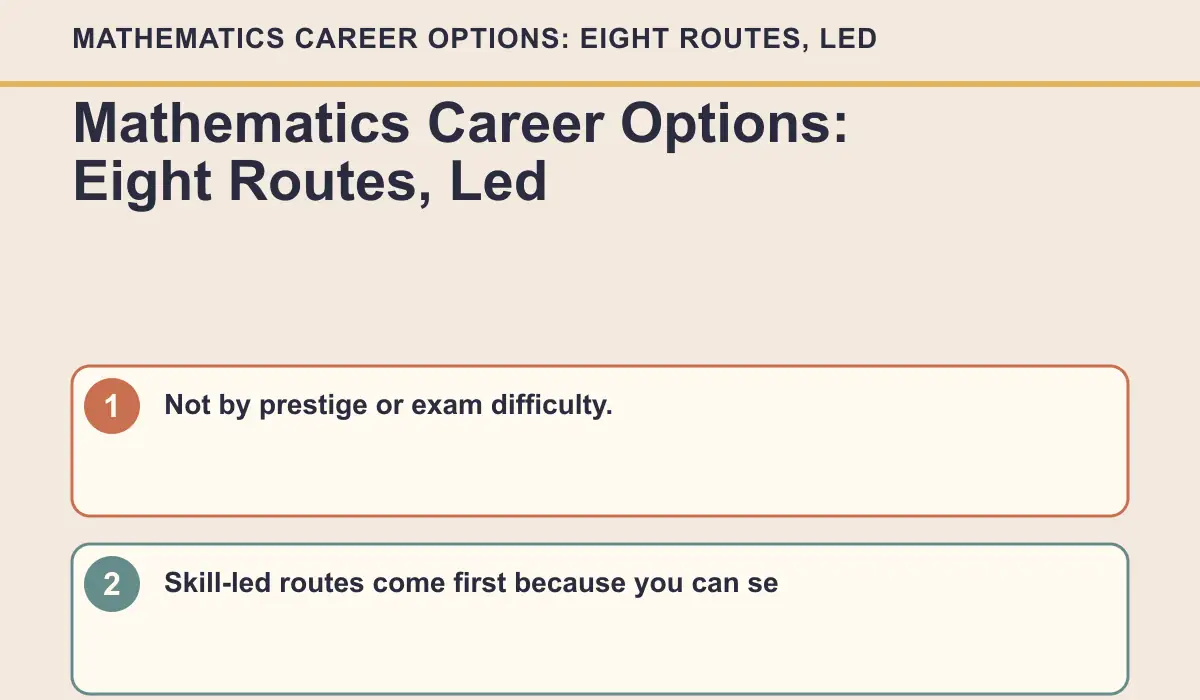 MATHEMATICS CAREER OPTIONS: EIGHT ROUTES, LED
Mathematics Career Options:
Eight Routes, Led
1 Not by prestige or exam difficulty.
2 Skill-led routes come first because you can se